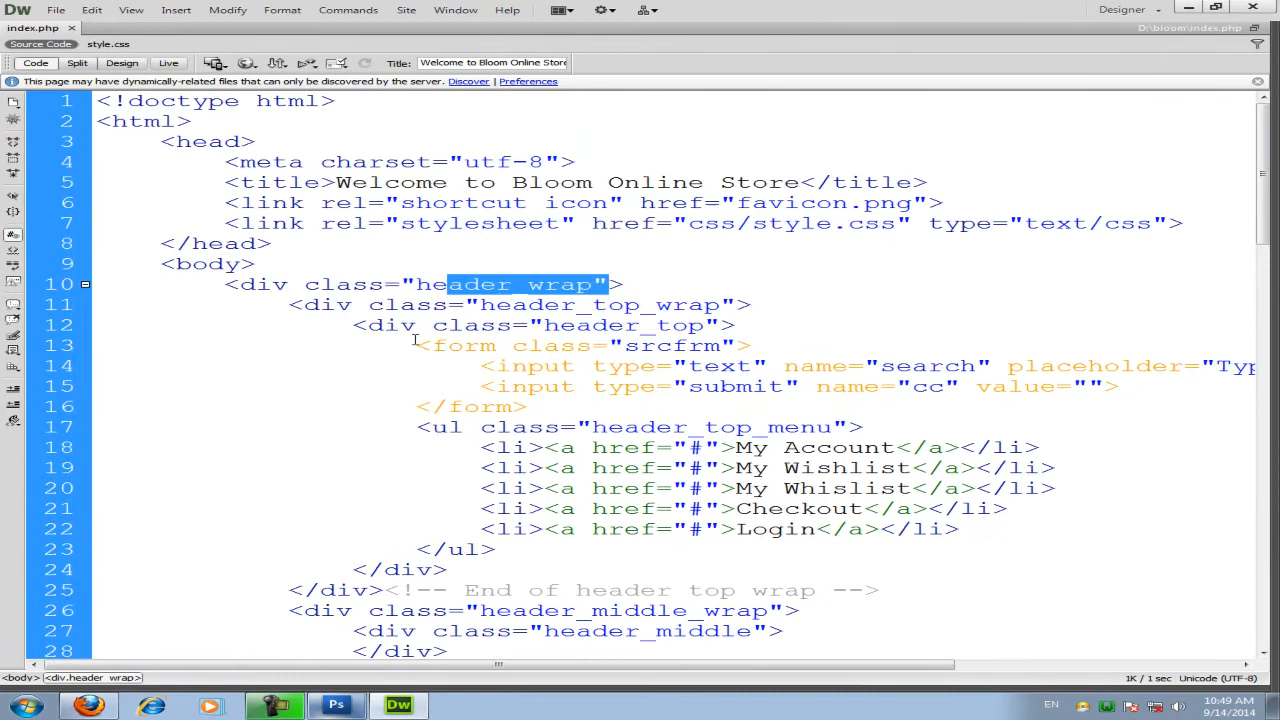 Dw File Edit View Insert Modify Format Commands Site Window Help Designer
index.php D:\bloom\index.php
Source Code style.css
Code Split Design Live Title: Welcome to Bloom Online Store
This page may have dynamically-related files that can only be discovered by the server. Discover Preferences
1 <!doctype html>
2 <html>
3 <head>
4 <meta charset="utf-8">
5 <title>Welcome to Bloom Online Store</title>
6 <link rel="shortcut icon" href="favicon.png">
7 <link rel="stylesheet" href="css/style.css" type="text/css">
8 </head>
9 <body>
10 <div class="header_wrap">
11 <div class="header_top_wrap">
12 <div class="header_top">
13 <form class="srcfrm">
14 <input type="text" name="search" placeholder="Typ
15 <input type="submit" name="cc" value="">
16 </form>
17 <ul class="header_top_menu">
18 <li><a href="#">My Account</a></li>
19 <li><a href="#">My Wishlist</a></li>
20 <li><a href="#">My Whislist</a></li>
21 <li><a href="#">Checkout</a></li>
22 <li><a href="#">Login</a></li>
23 </ul>
24 </div>
25 </div><!-- End of header top wrap -->
26 <div class="header_middle_wrap">
27 <div class="header_middle">
28 </div>
<body> <div.header_wrap> 1K / 1 sec Unicode (UTF-8)
Ps Dw EN 10:49 AM
9/14/2014